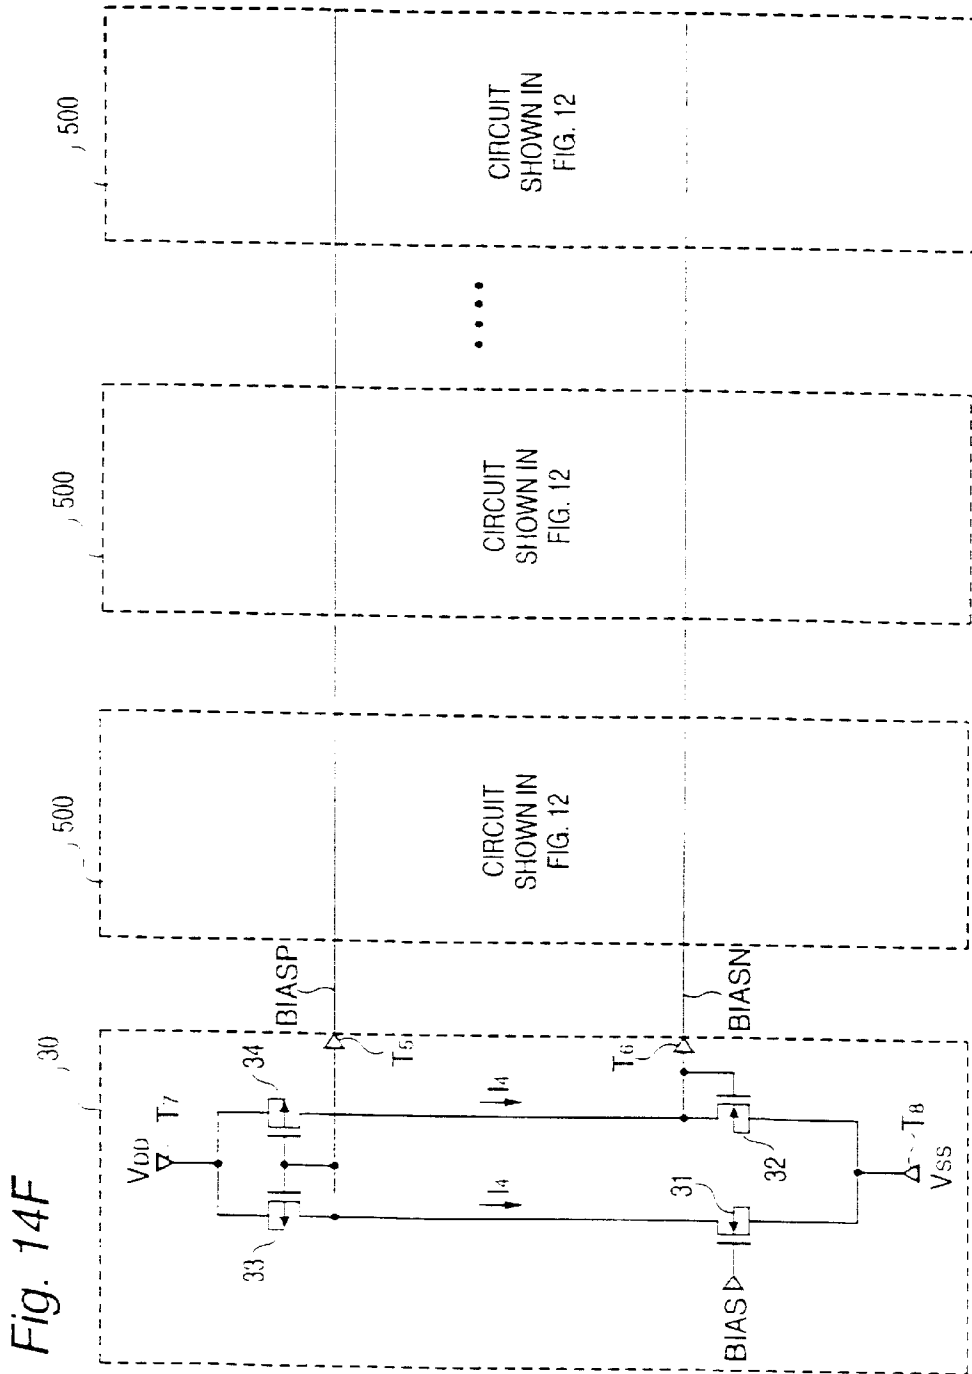 Fig. 14F
30
VDD
T7
33
34
BIASP
T5
I4
I4
T6
BIASN
31
32
BIAS
VSS
T8
500
CIRCUIT
SHOWN IN
FIG. 12
500
CIRCUIT
SHOWN IN
FIG. 12
....
500
CIRCUIT
SHOWN IN
FIG. 12